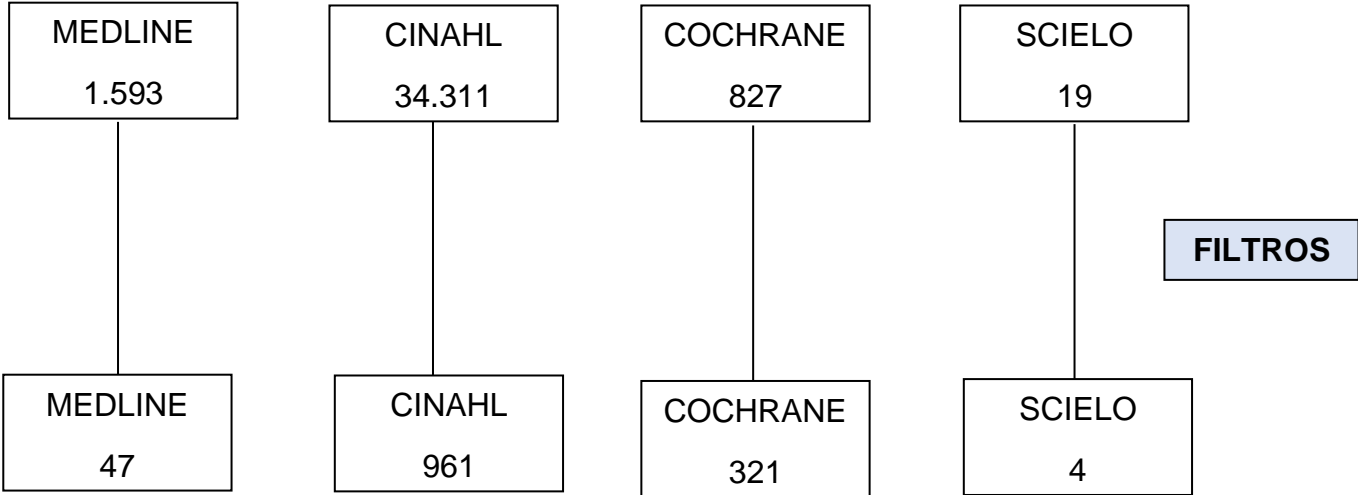 MEDLINE
1.593
CINAHL
34.311
COCHRANE
827
SCIELO
19
FILTROS
MEDLINE
47
CINAHL
961
COCHRANE
321
SCIELO
4